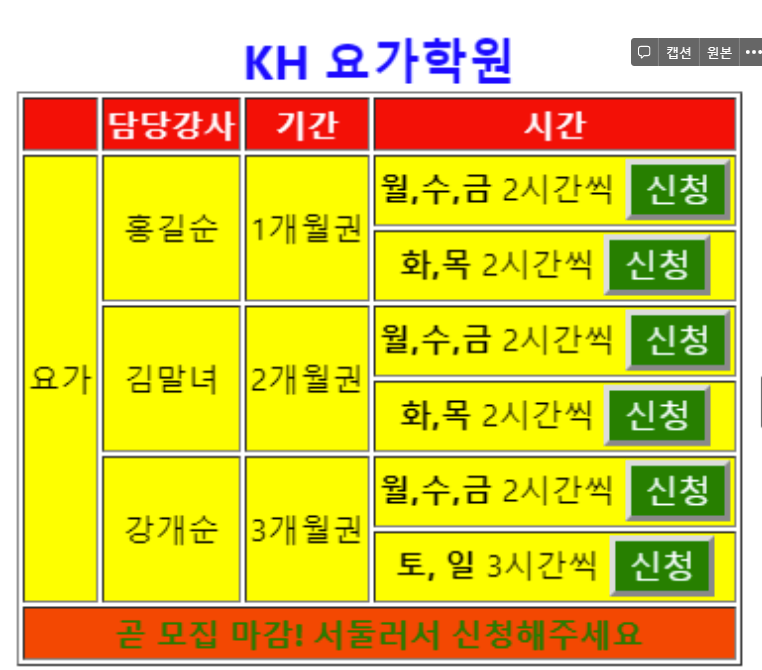 KH 요가학원
캡션 원본
담당강사 기간 시간
요가 홍길순 1개월권 월,수,금 2시간씩 신청
화,목 2시간씩 신청
김말녀 2개월권 월,수,금 2시간씩 신청
화,목 2시간씩 신청
강개순 3개월권 월,수,금 2시간씩 신청
토, 일 3시간씩 신청
곧 모집 마감! 서둘러서 신청해주세요